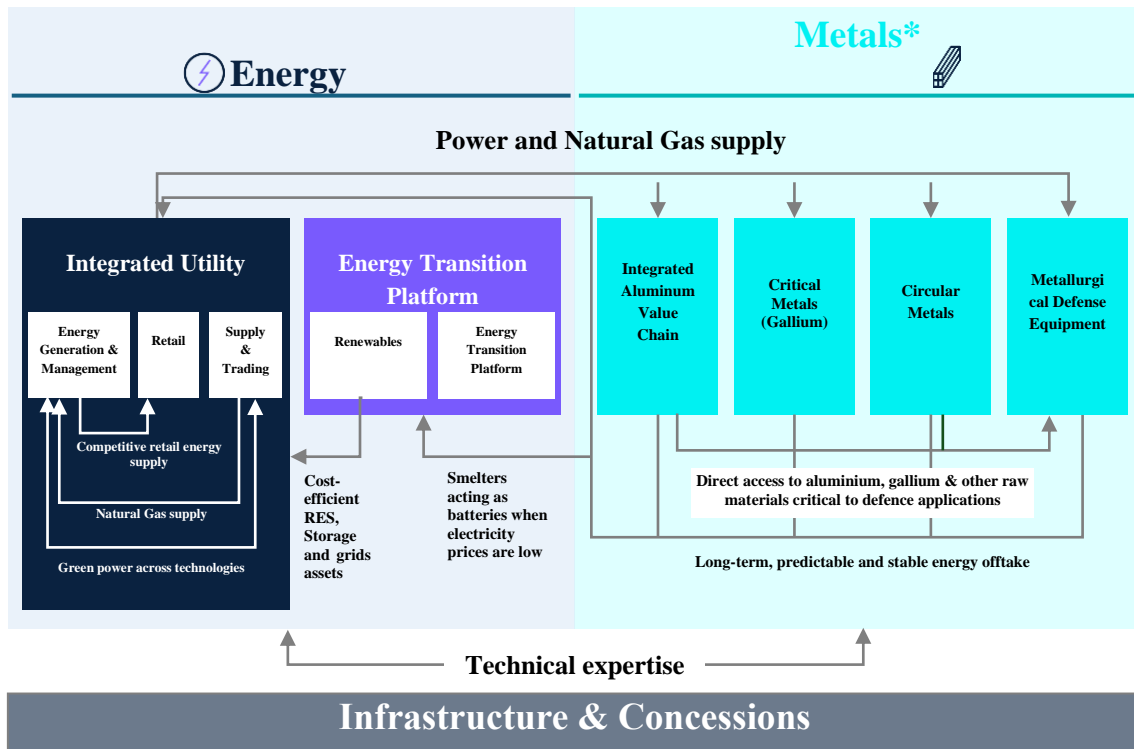 Energy
Metals*
Power and Natural Gas supply
Integrated Utility
Energy
Generation &
Management
Retail
Supply
&
Trading
Competitive retail energy
supply
Natural Gas supply
Green power across technologies
Energy Transition
Platform
Renewables
Energy
Transition
Platform
Cost-
efficient
RES,
Storage
and grids
assets
Smelters
acting as
batteries when
electricity
prices are low
Integrated
Aluminum
Value
Chain
Critical
Metals
(Gallium)
Circular
Metals
Metallurgi
cal Defense
Equipment
Direct access to aluminium, gallium & other raw
materials critical to defence applications
Long-term, predictable and stable energy offtake
Technical expertise
Infrastructure & Concessions